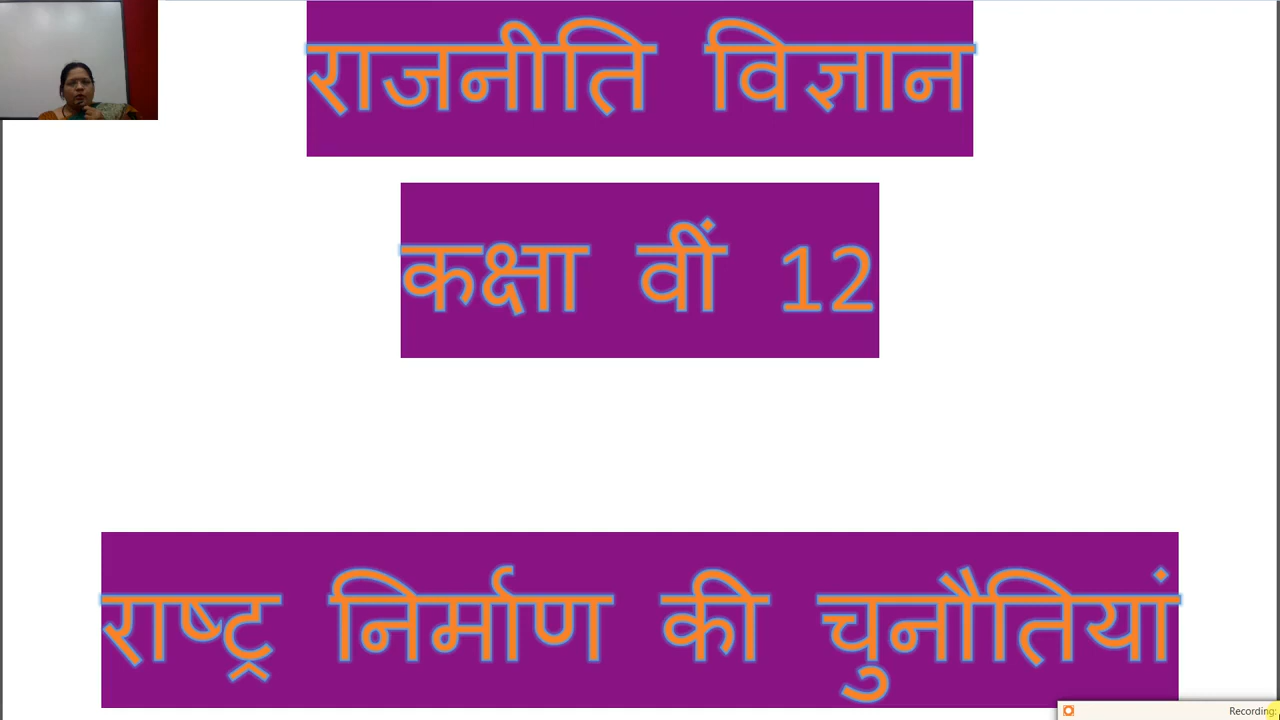 राजनीति विज्ञान
कक्षा वीं 12
राष्ट्र निर्माण की चुनौतियां
Recording: